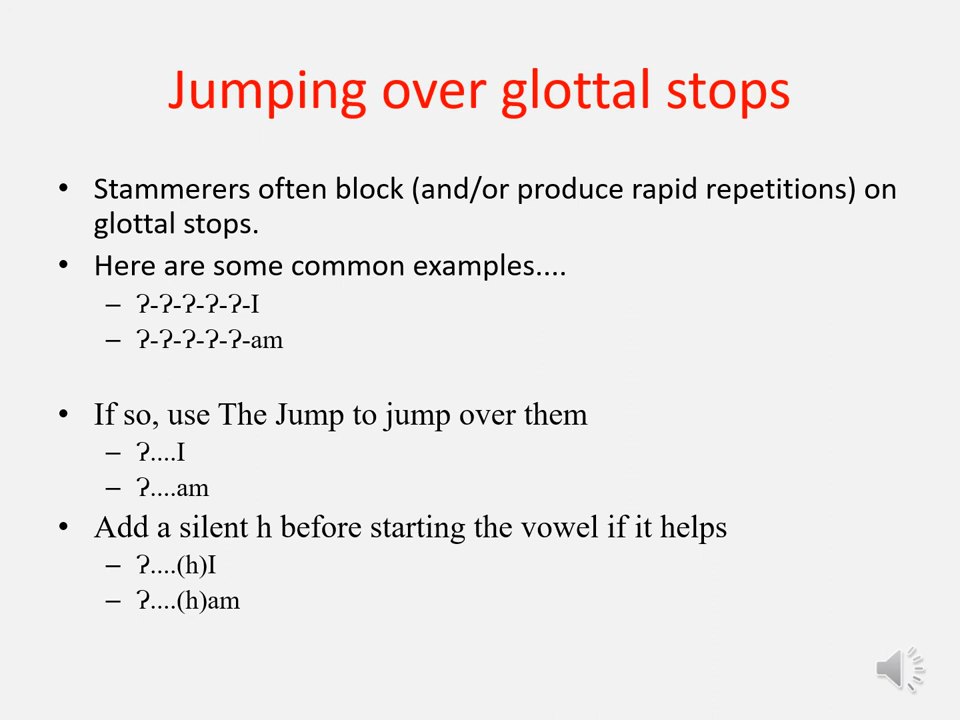 Jumping over glottal stops
• Stammerers often block (and/or produce rapid repetitions) on
glottal stops.
• Here are some common examples....
– Ɂ-Ɂ-Ɂ-Ɂ-Ɂ-I
– Ɂ-Ɂ-Ɂ-Ɂ-Ɂ-am
• If so, use The Jump to jump over them
– Ɂ....I
– Ɂ....am
• Add a silent h before starting the vowel if it helps
– Ɂ....(h)I
– Ɂ....(h)am